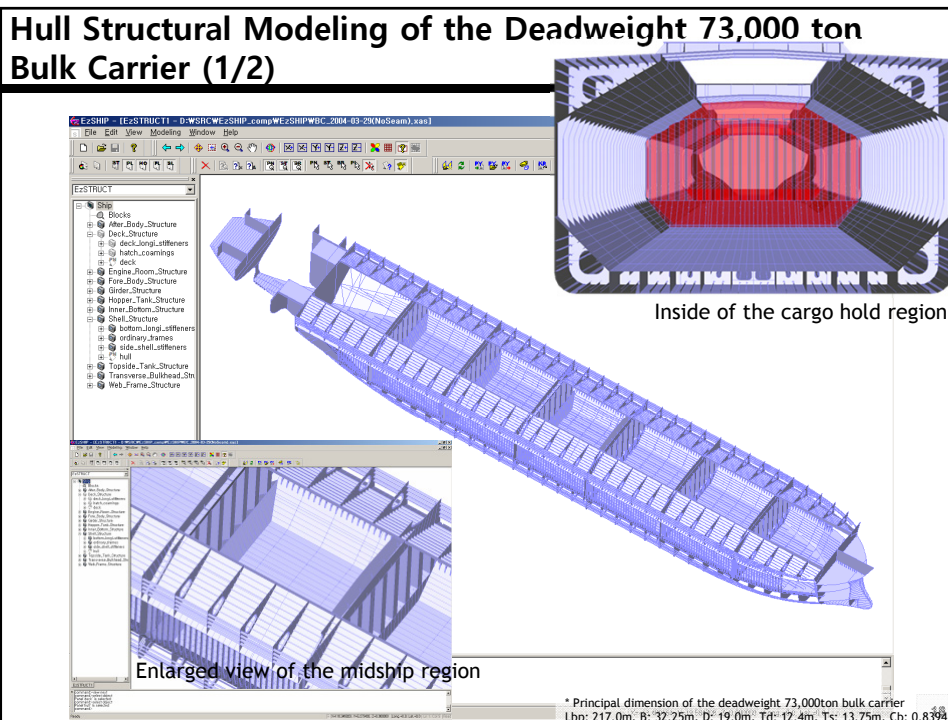 Hull Structural Modeling of the Deadweight 73,000 ton
Bulk Carrier (1/2)
EzSHIP - [EzSTRUCT1 - D:₩SRC₩EzSHIP_comp₩EzSHIP₩BC_2004-03-29(NoSeam).xas]
File Edit View Modeling Window Help
EzSTRUCT
Ship
Blocks
After_Body_Structure
Deck_Structure
deck_longi_stiffeners
hatch_coamings
deck
Engine_Room_Structure
Fore_Body_Structure
Girder_Structure
Hopper_Tank_Structure
Inner_Bottom_Structure
Shell_Structure
bottom_longi_stiffeners
ordinary_frames
side_shell_stiffeners
hull
Topside_Tank_Structure
Transverse_Bulkhead_Stru
Web_Frame_Structure
Inside of the cargo hold region
Enlarged view of the midship region
* Principal dimension of the deadweight 73,000ton bulk carrier
Lbp: 217.0m, B: 32.25m, D: 19.0m, Td: 12.4m, Ts: 13.75m, Cb: 0.8394